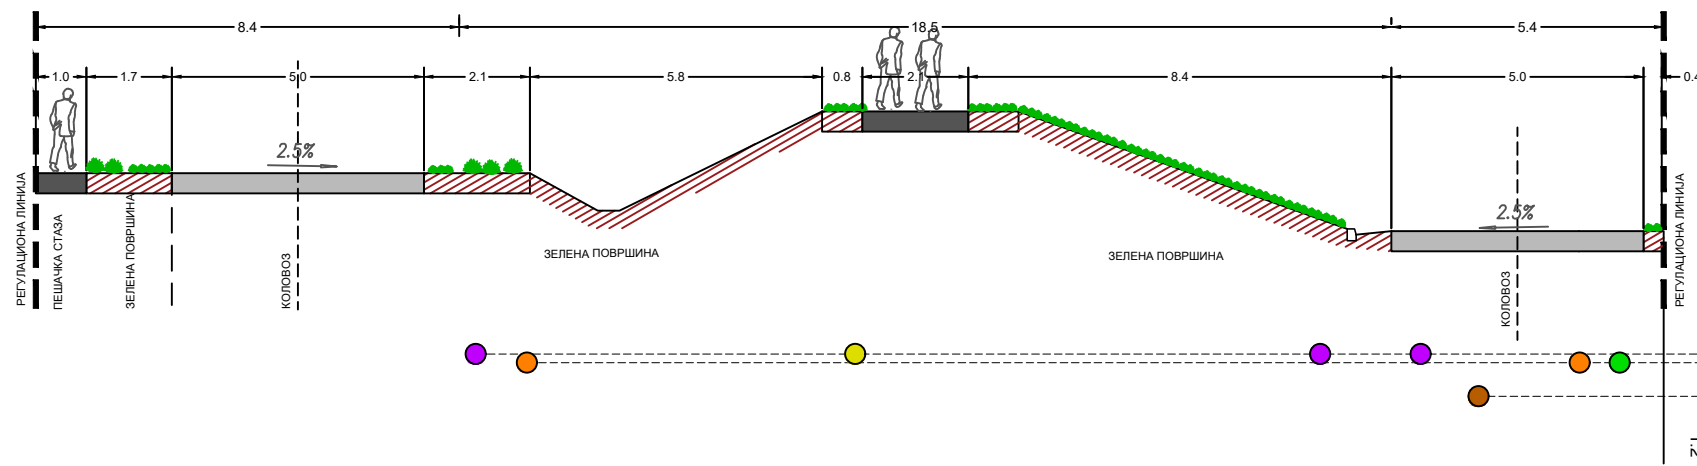 8.4
18.5
5.4
1.0
1.7
5.0
2.1
5.8
0.8
2.1
8.4
5.0
0.4
2.5%
2.5%
РЕГУЛАЦИОНА ЛИНИЈА
ПЕШАЧКА СТАЗА
ЗЕЛЕНА ПОВРШИНА
КОЛОВОЗ
ЗЕЛЕНА ПОВРШИНА
ЗЕЛЕНА ПОВРШИНА
КОЛОВОЗ
РЕГУЛАЦИОНА ЛИНИЈА